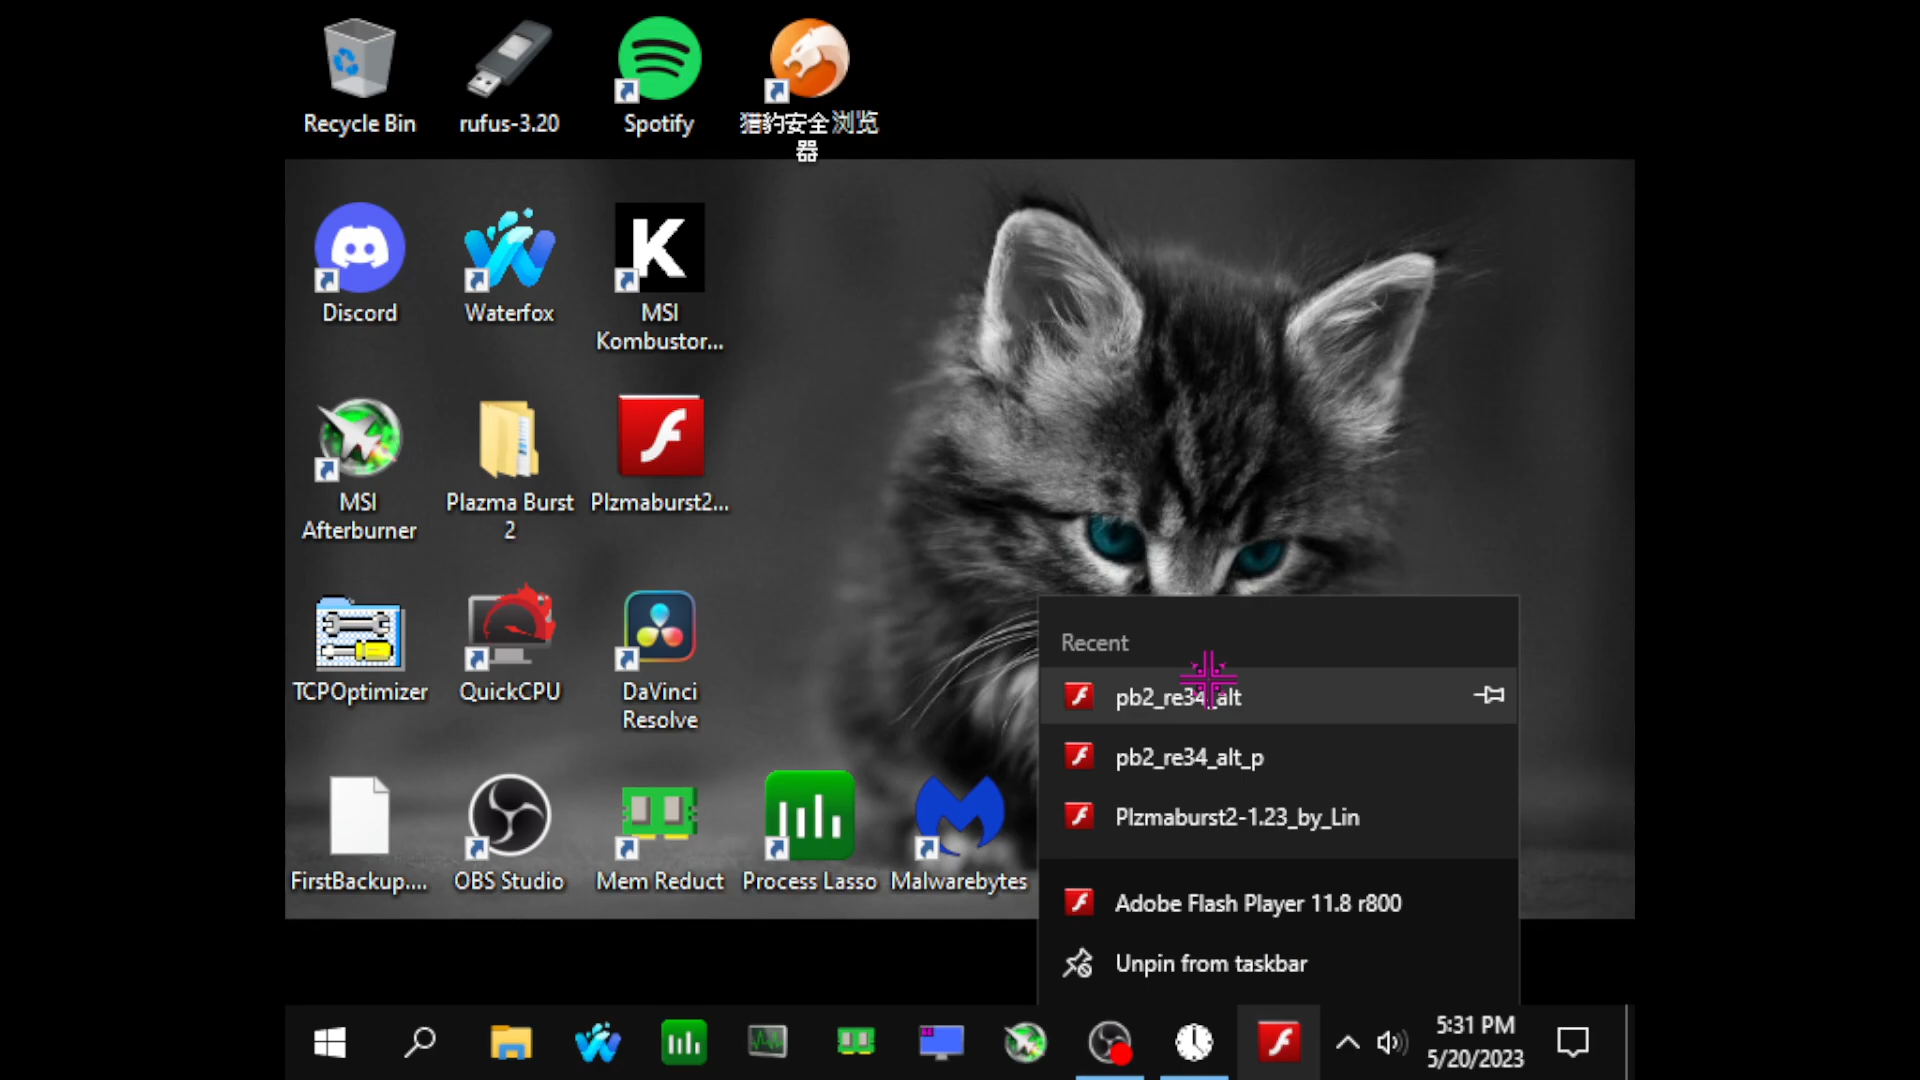 Recycle Bin
rufus-3.20
Spotify
猎豹安全浏览
器
Discord
Waterfox
MSI
Kombustor...
MSI
Afterburner
Plazma Burst
2
Plzmaburst2...
TCPOptimizer
QuickCPU
DaVinci
Resolve
FirstBackup....
OBS Studio
Mem Reduct
Process Lasso
Malwarebytes
Recent
pb2_re34_alt
pb2_re34_alt_p
Plzmaburst2-1.23_by_Lin
Adobe Flash Player 11.8 r800
Unpin from taskbar
5:31 PM
5/20/2023